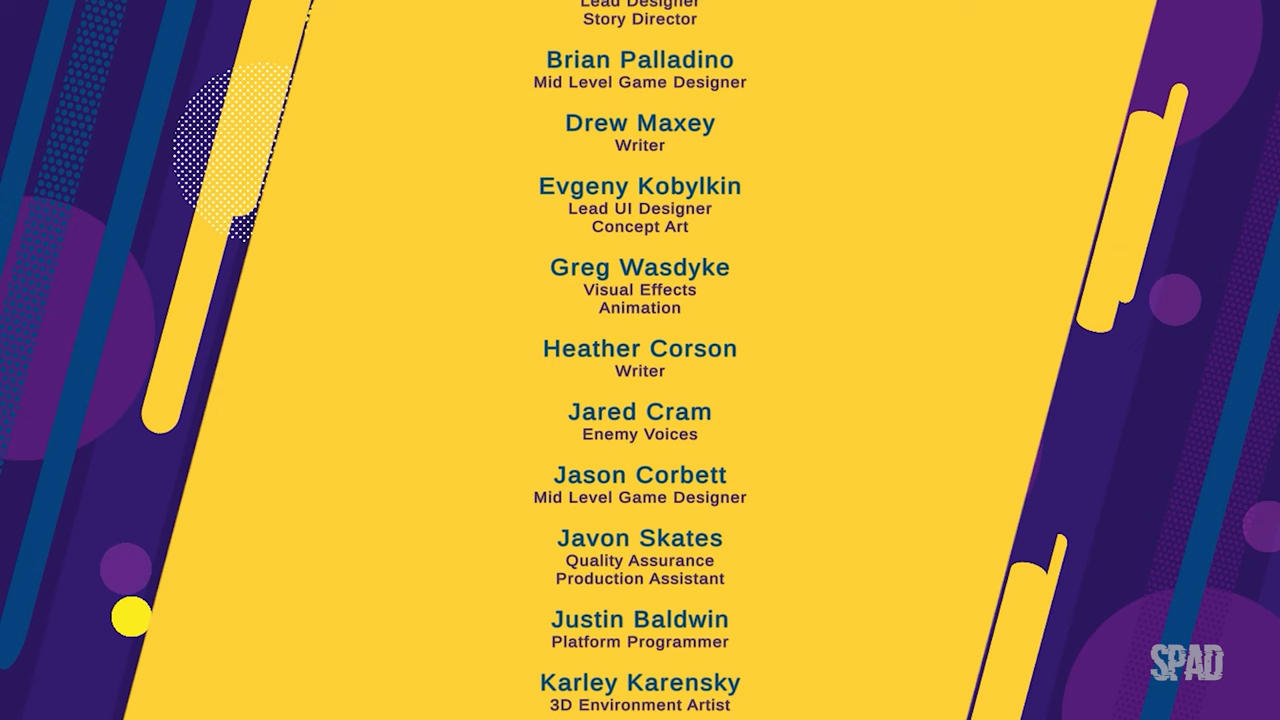 Lead Designer
Story Director
Brian Palladino
Mid Level Game Designer
Drew Maxey
Writer
Evgeny Kobylkin
Lead UI Designer
Concept Art
Greg Wasdyke
Visual Effects
Animation
Heather Corson
Writer
Jared Cram
Enemy Voices
Jason Corbett
Mid Level Game Designer
Javon Skates
Quality Assurance
Production Assistant
Justin Baldwin
Platform Programmer
Karley Karensky
3D Environment Artist
SPAD